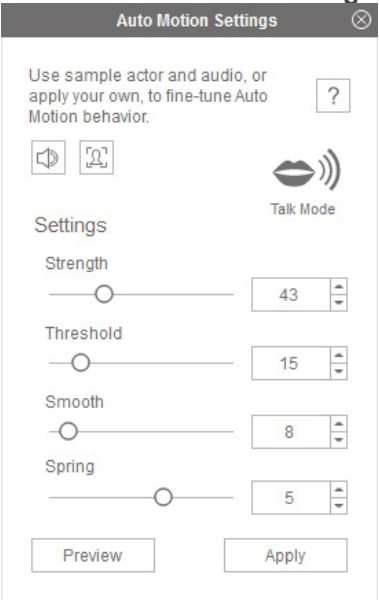 Auto Motion Settings
Use sample actor and audio, or
apply your own, to fine-tune Auto
Motion behavior.
?
Talk Mode
Settings
Strength
43
Threshold
15
Smooth
8
Spring
5
Preview
Apply